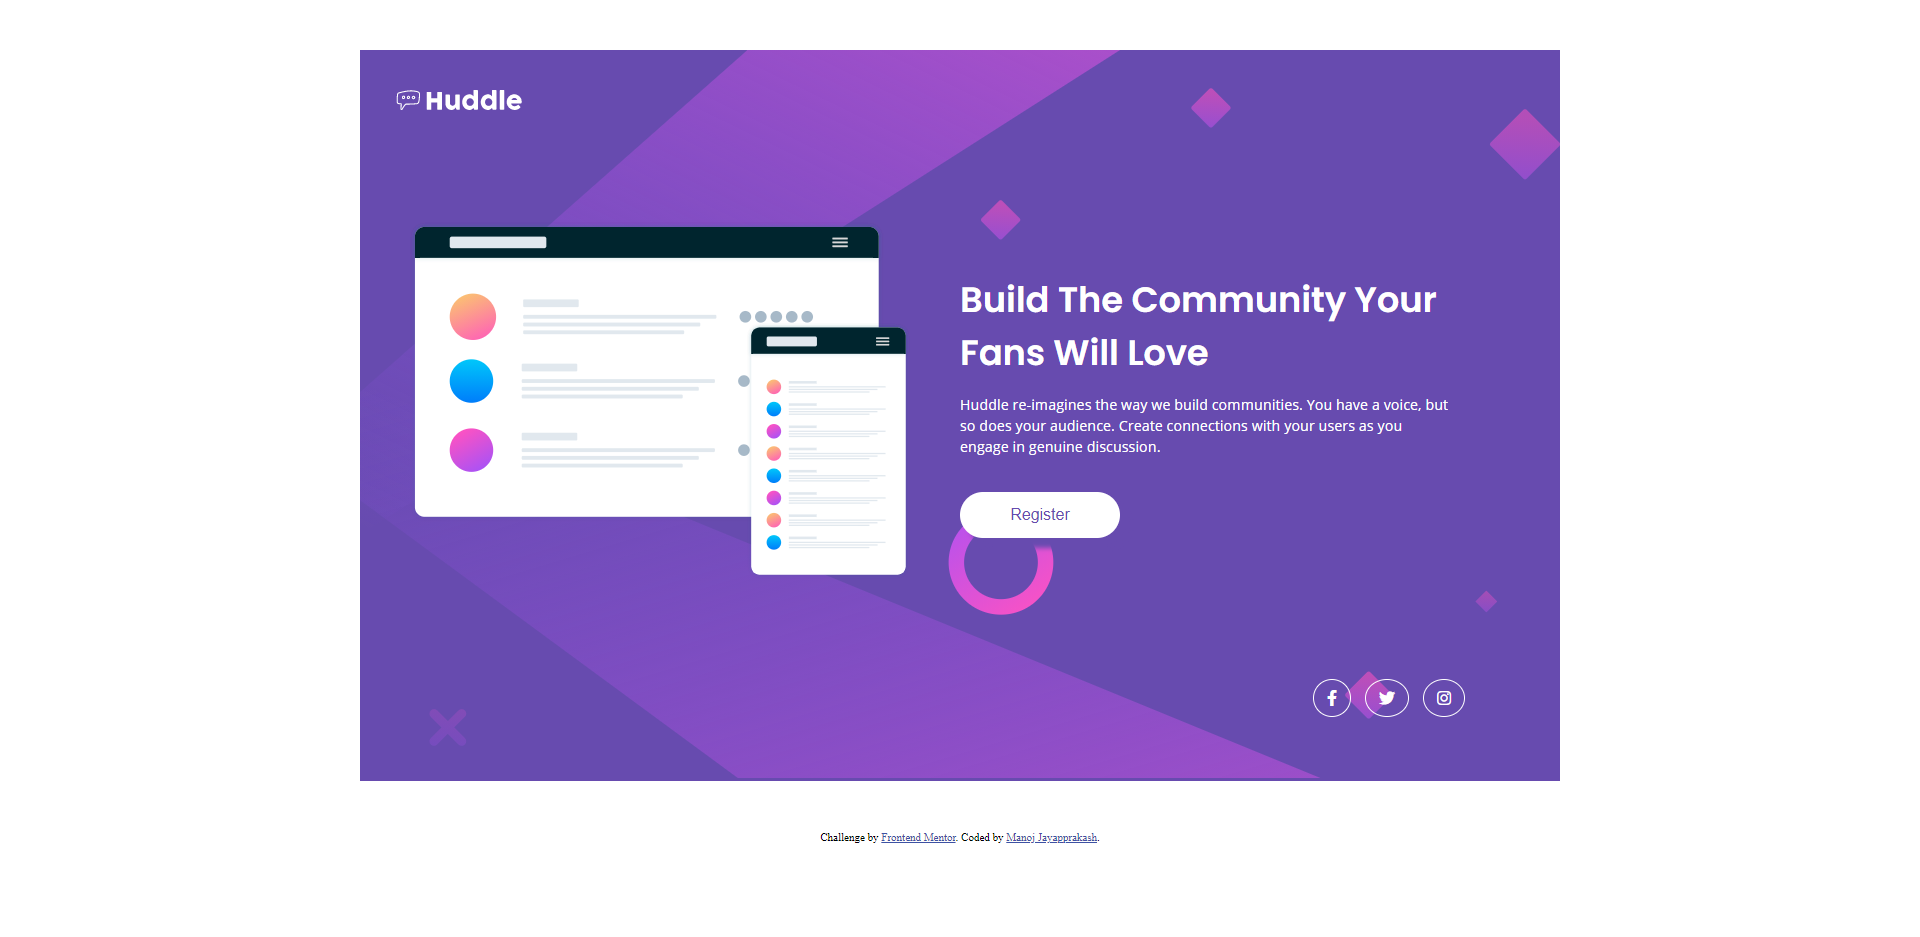 Huddle
Build The Community Your
Fans Will Love
Huddle re-imagines the way we build communities. You have a voice, but
so does your audience. Create connections with your users as you
engage in genuine discussion.
Register
Challenge by Frontend Mentor. Coded by Manoj Jayapprakash.